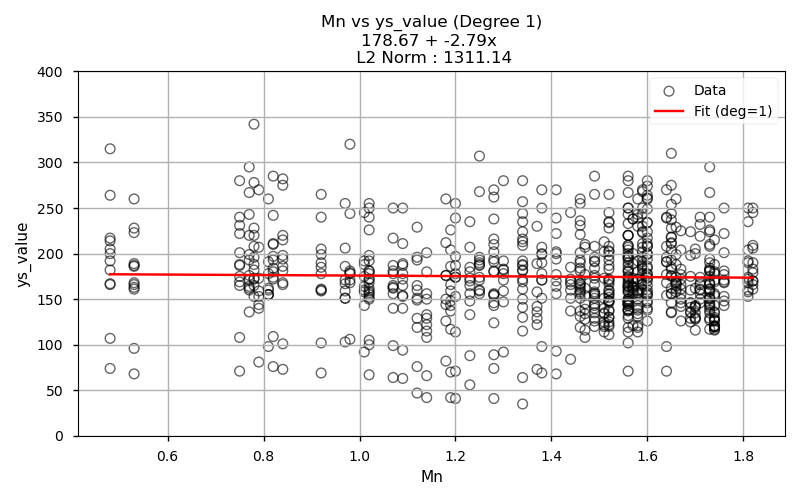 Mn vs ys_value (Degree 1)
178.67 + -2.79x
L2 Norm : 1311.14
400
350
300
250
200
150
100
50
0
ys_value
Data
Fit (deg=1)
0.6
0.8
1.0
1.2
1.4
1.6
1.8
Mn